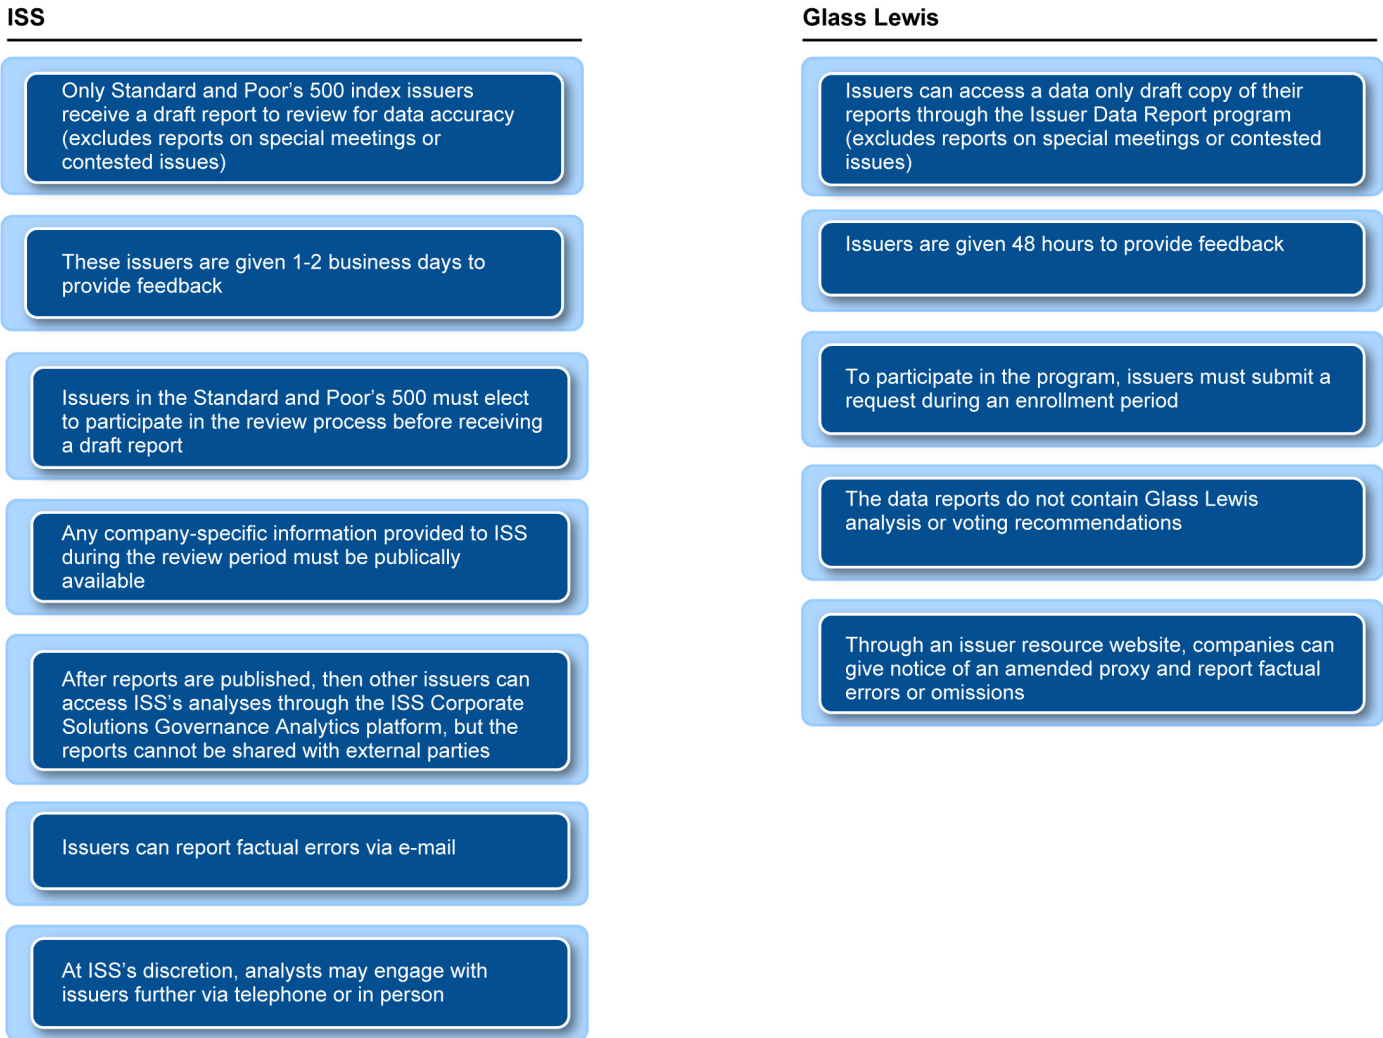 ISS
Only Standard and Poor's 500 index issuers
receive a draft report to review for data accuracy
(excludes reports on special meetings or
contested issues)
These issuers are given 1-2 business days to
provide feedback
Issuers in the Standard and Poor's 500 must elect
to participate in the review process before receiving
a draft report
Any company-specific information provided to ISS
during the review period must be publically
available
After reports are published, then other issuers can
access ISS's analyses through the ISS Corporate
Solutions Governance Analytics platform, but the
reports cannot be shared with external parties
Issuers can report factual errors via e-mail
At ISS's discretion, analysts may engage with
issuers further via telephone or in person
Glass Lewis
Issuers can access a data only draft copy of their
reports through the Issuer Data Report program
(excludes reports on special meetings or contested
issues)
Issuers are given 48 hours to provide feedback
To participate in the program, issuers must submit a
request during an enrollment period
The data reports do not contain Glass Lewis
analysis or voting recommendations
Through an issuer resource website, companies can
give notice of an amended proxy and report factual
errors or omissions